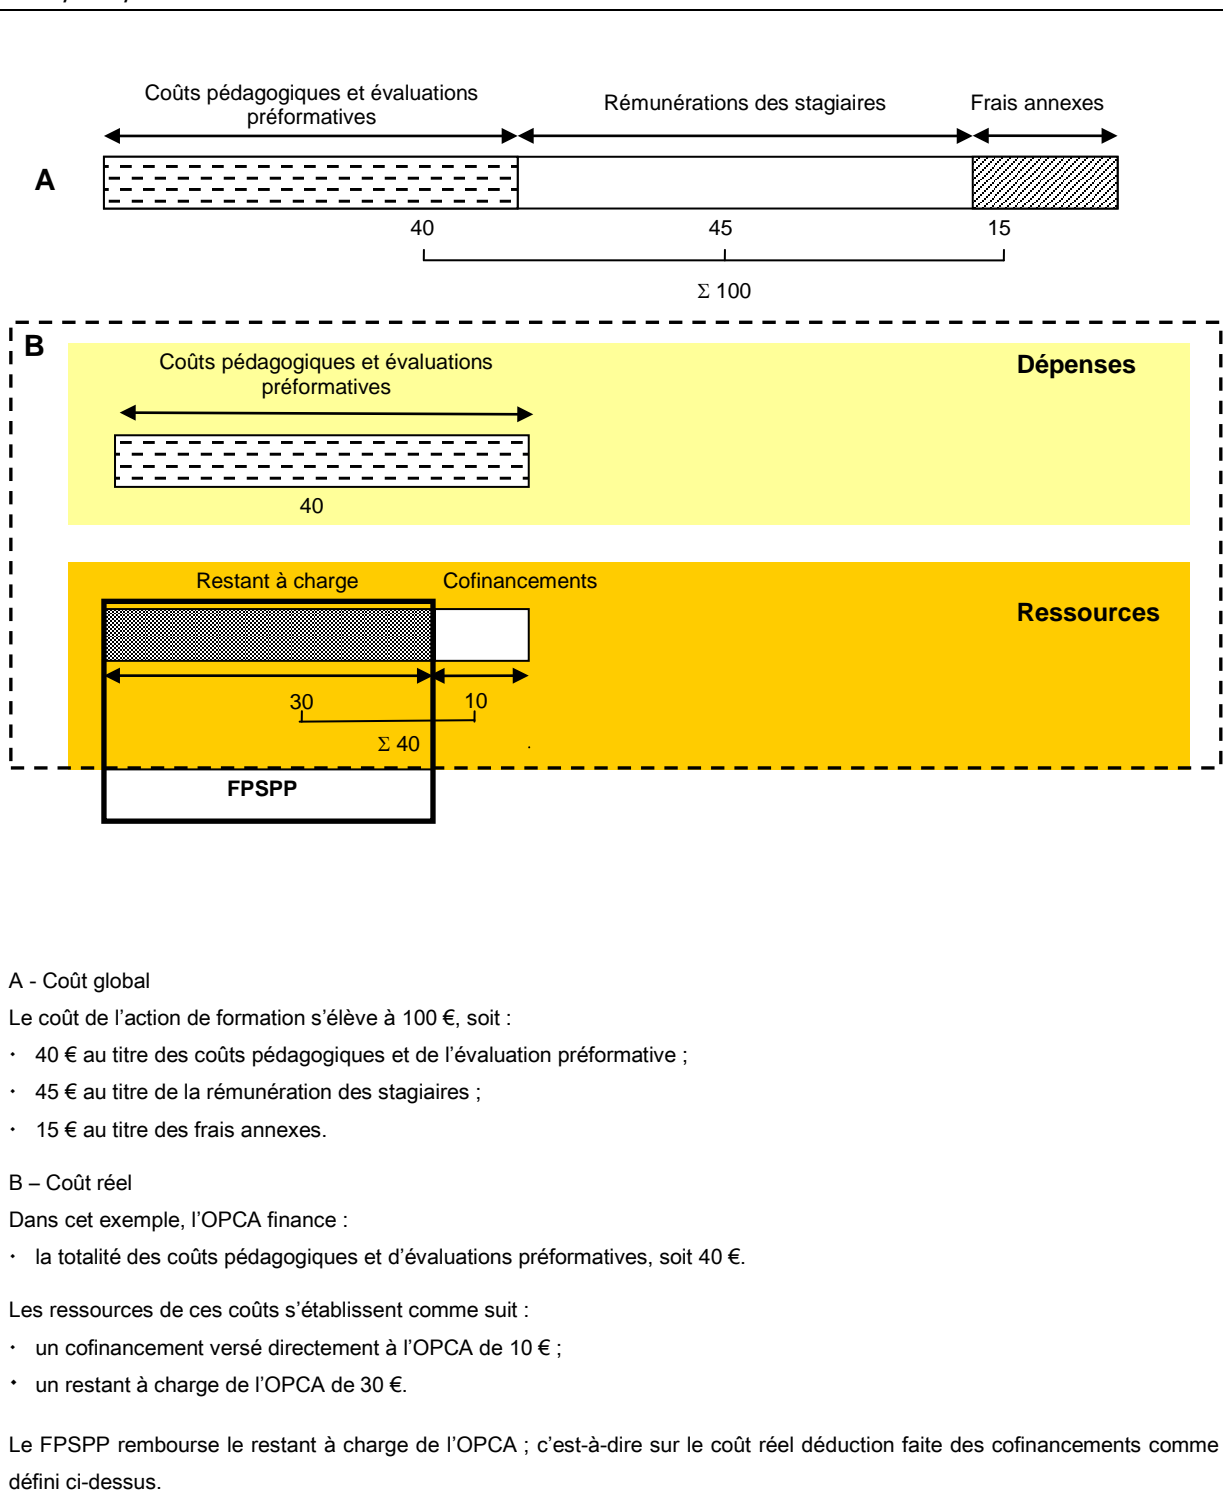 Coûts pédagogiques et évaluations
préformatives
Rémunérations des stagiaires
Frais annexes
A
40
45
15
Σ 100
B
Coûts pédagogiques et évaluations
préformatives
Dépenses
40
Restant à charge
Cofinancements
Ressources
30
10
Σ 40
FPSPP
A - Coût global
Le coût de l’action de formation s’élève à 100 €, soit :
· 40 € au titre des coûts pédagogiques et de l’évaluation préformative ;
· 45 € au titre de la rémunération des stagiaires ;
· 15 € au titre des frais annexes.
B – Coût réel
Dans cet exemple, l’OPCA finance :
· la totalité des coûts pédagogiques et d’évaluations préformatives, soit 40 €.
Les ressources de ces coûts s’établissent comme suit :
· un cofinancement versé directement à l’OPCA de 10 € ;
· un restant à charge de l’OPCA de 30 €.
Le FPSPP rembourse le restant à charge de l’OPCA ; c’est-à-dire sur le coût réel déduction faite des cofinancements comme
défini ci-dessus.